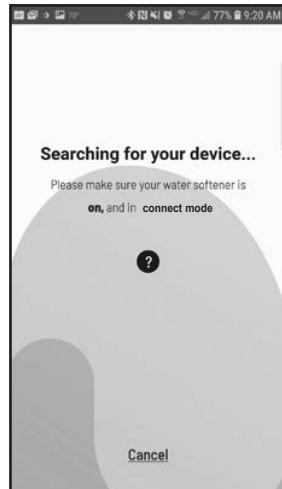 77% 9:20 AM
Searching for your device...
Please make sure your water softener is
on, and in connect mode
?
Cancel